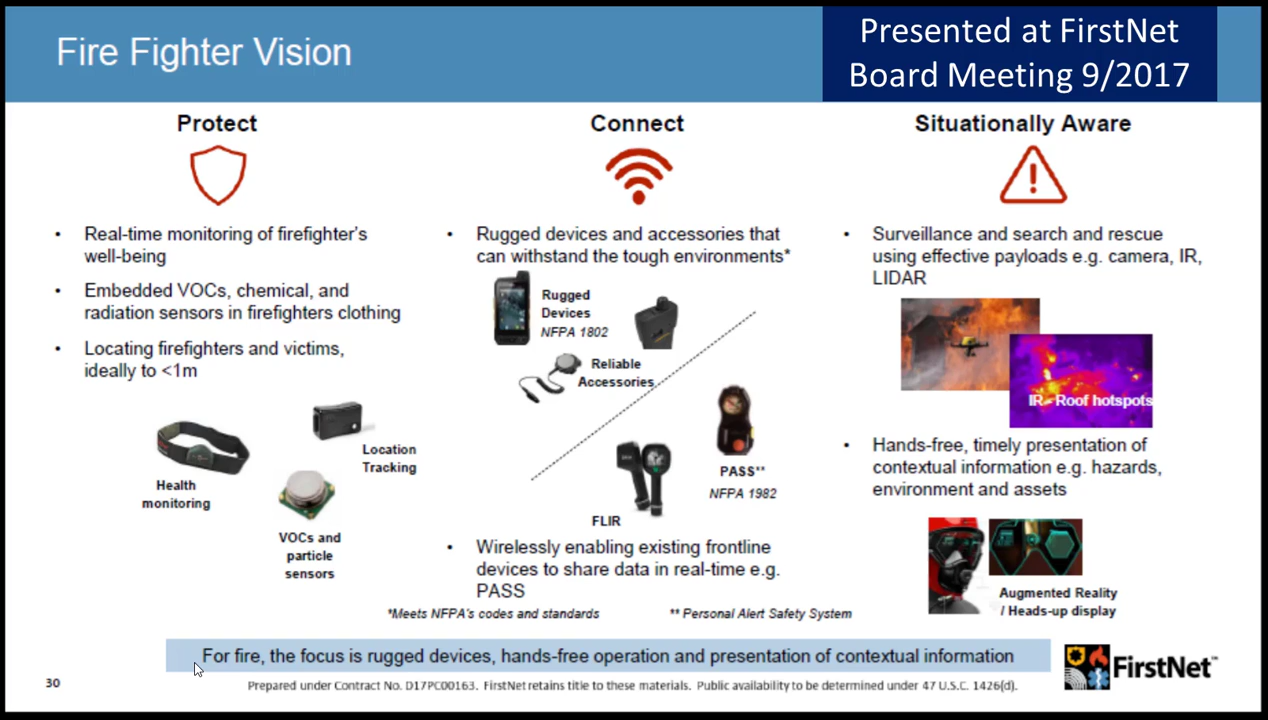 Fire Fighter Vision
Presented at FirstNet
Board Meeting 9/2017
Protect
• Real-time monitoring of firefighter's
well-being
• Embedded VOCs, chemical, and
radiation sensors in firefighters clothing
• Locating firefighters and victims,
ideally to <1m
Location
Tracking
Health
monitoring
VOCs and
particle
sensors
Connect
• Rugged devices and accessories that
can withstand the tough environments*
Rugged
Devices
NFPA 1802
Reliable
Accessories
PASS**
NFPA 1982
FLIR
• Wirelessly enabling existing frontline
devices to share data in real-time e.g.
PASS
*Meets NFPA's codes and standards
** Personal Alert Safety System
Situationally Aware
• Surveillance and search and rescue
using effective payloads e.g. camera, IR,
LIDAR
IR - Roof hotspots
• Hands-free, timely presentation of
contextual information e.g. hazards,
environment and assets
Augmented Reality
/ Heads-up display
For fire, the focus is rugged devices, hands-free operation and presentation of contextual information
30
Prepared under Contract No. D17PC00163. FirstNet retains title to these materials. Public availability to be determined under 47 U.S.C. 1426(d).
FirstNet™